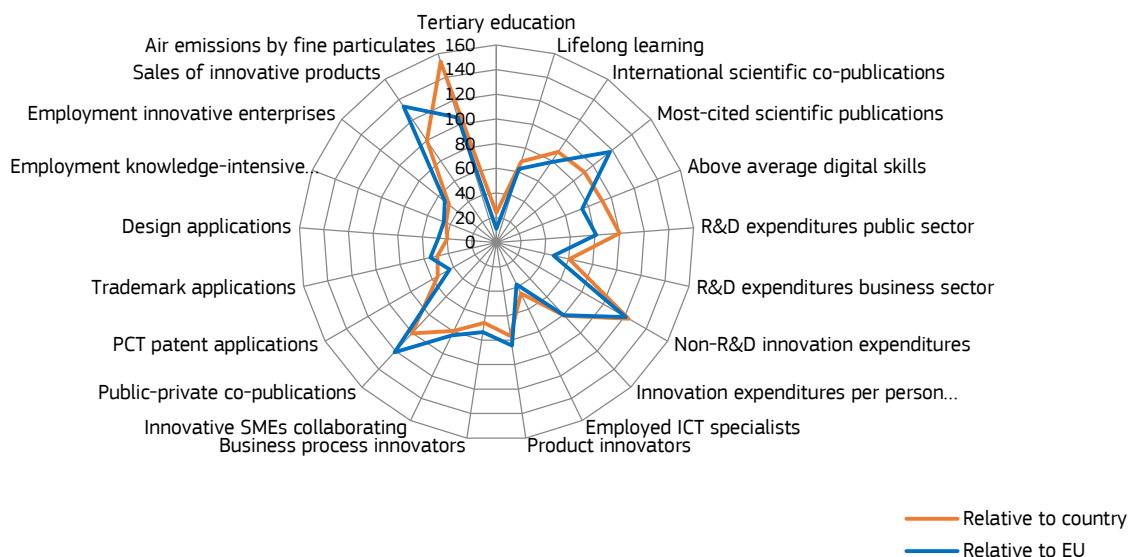 Tertiary education
Lifelong learning
International scientific co-publications
Most-cited scientific publications
Above average digital skills
R&D expenditures public sector
R&D expenditures business sector
Non-R&D innovation expenditures
Innovation expenditures per person...
Employed ICT specialists
Product innovators
Business process innovators
Innovative SMEs collaborating
Public-private co-publications
PCT patent applications
Trademark applications
Design applications
Employment knowledge-intensive...
Employment innovative enterprises
Sales of innovative products
Air emissions by fine particulates
160
140
120
100
80
60
40
20
0
Relative to country
Relative to EU